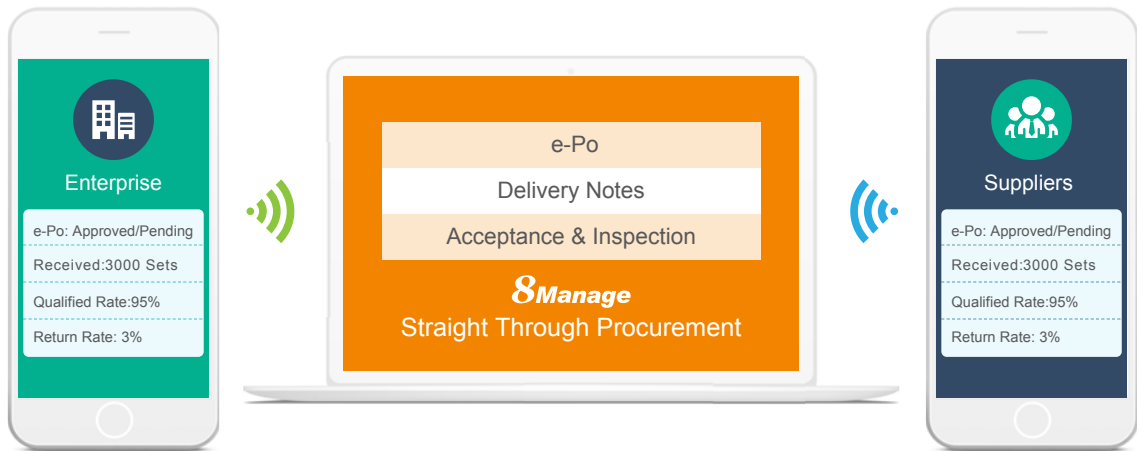 Enterprise
e-Po: Approved/Pending
Received:3000 Sets
Qualified Rate:95%
Return Rate: 3%
e-Po
Delivery Notes
Acceptance & Inspection
8Manage
Straight Through Procurement
Suppliers
e-Po: Approved/Pending
Received:3000 Sets
Qualified Rate:95%
Return Rate: 3%